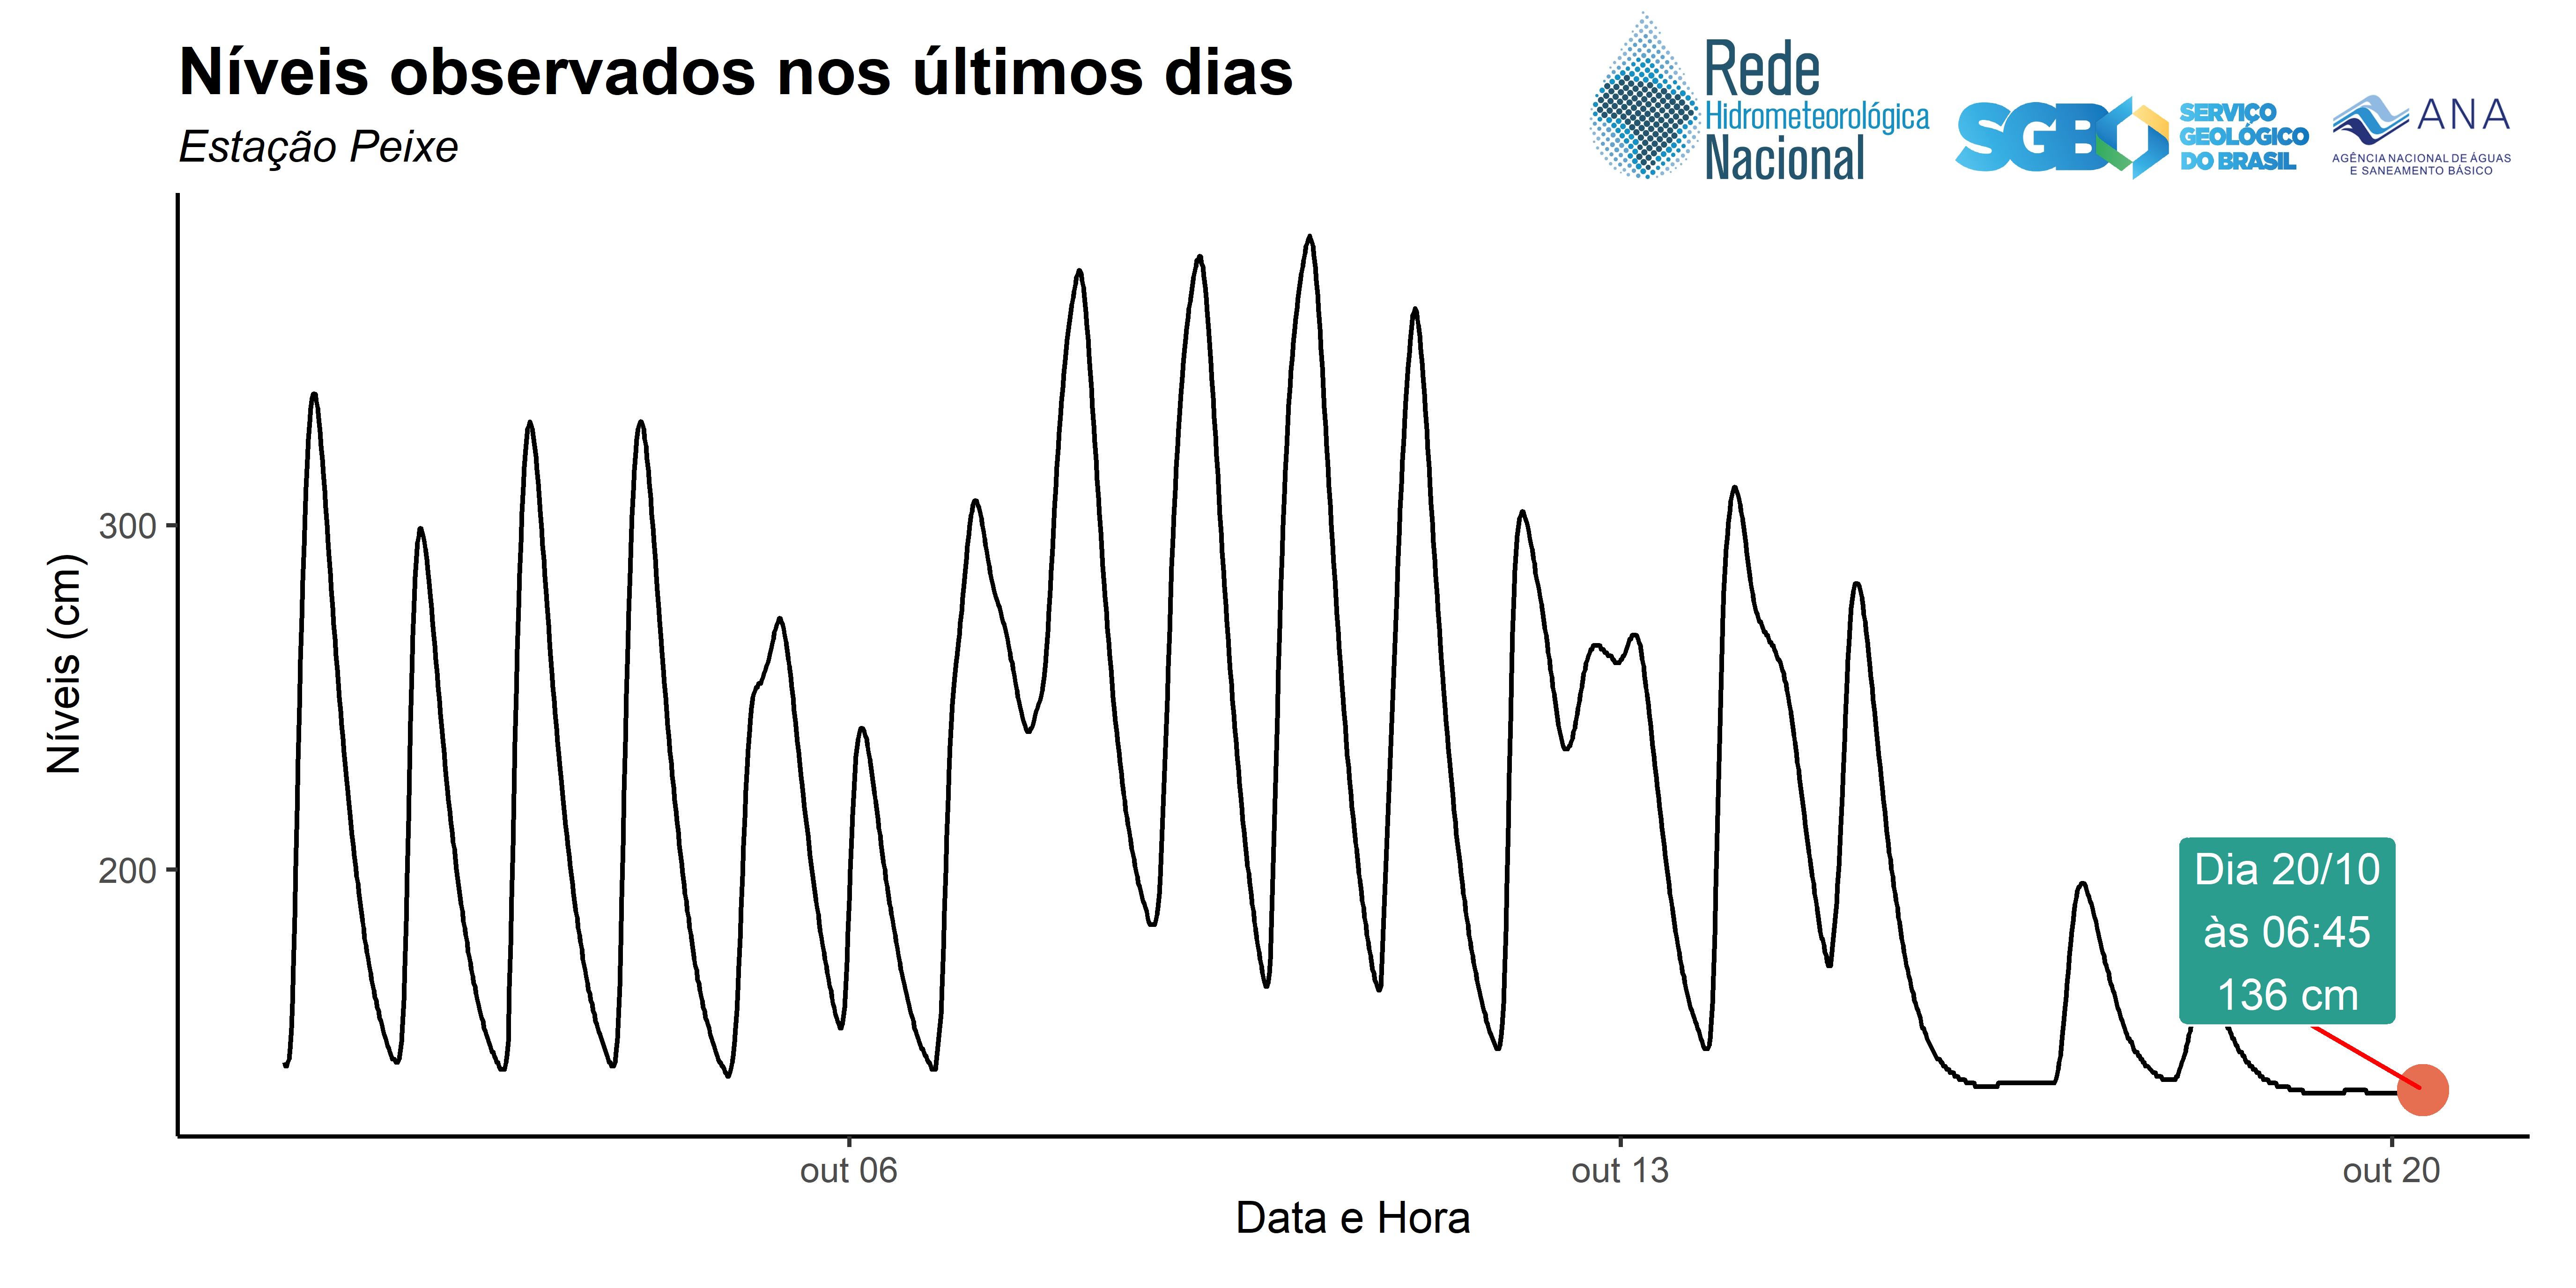 Níveis observados nos últimos dias
Estação Peixe
Rede
Hidrometeorológica
Nacional
SGB
SERVIÇO
GEOLÓGICO
DO BRASIL
ANA
AGÊNCIA NACIONAL DE ÁGUAS
E SANEAMENTO BÁSICO
Níveis (cm)
300
200
Dia 20/10
às 06:45
136 cm
out 06
out 13
out 20
Data e Hora